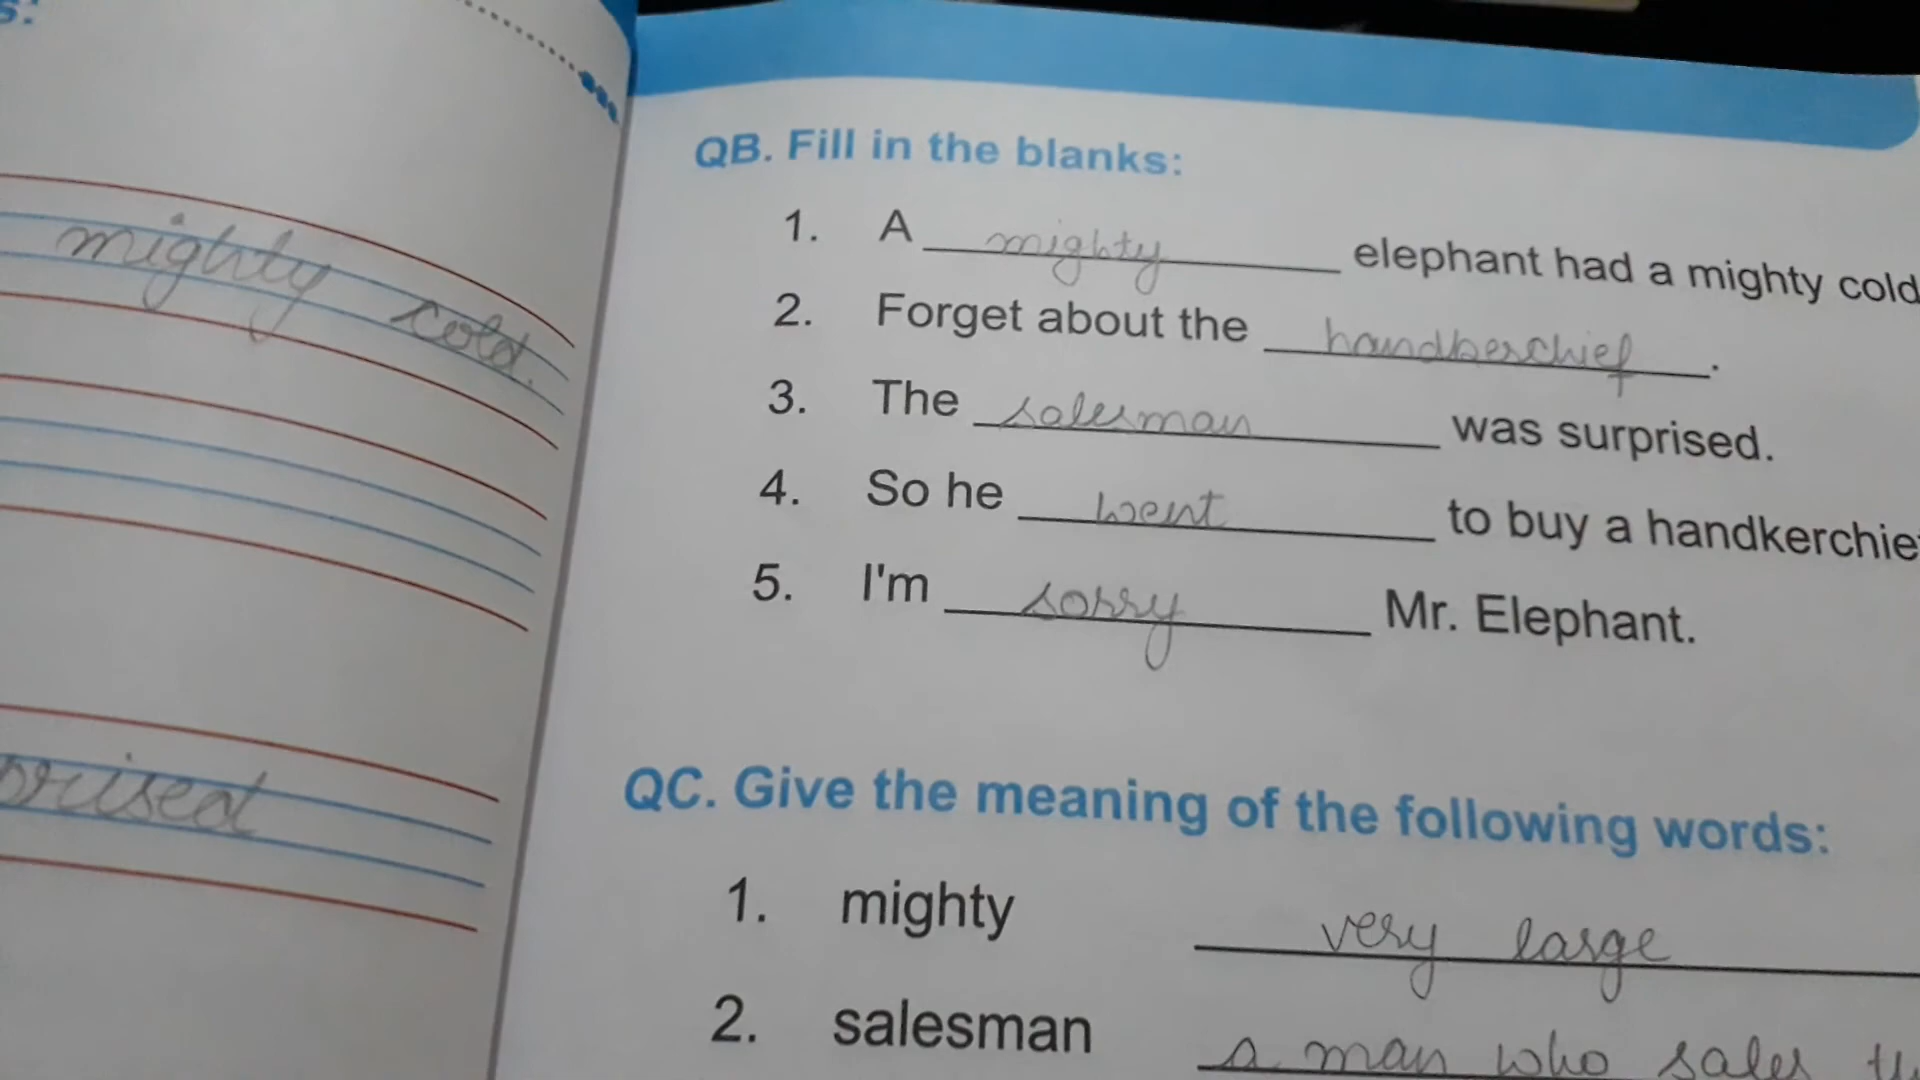 s:
mighty cold.
prised
QB. Fill in the blanks:
1. A mighty elephant had a mighty cold
2. Forget about the handkerchief.
3. The salesman was surprised.
4. So he went to buy a handkerchie
5. I'm sorry Mr. Elephant.
QC. Give the meaning of the following words:
1. mighty very large
2. salesman a man who sales